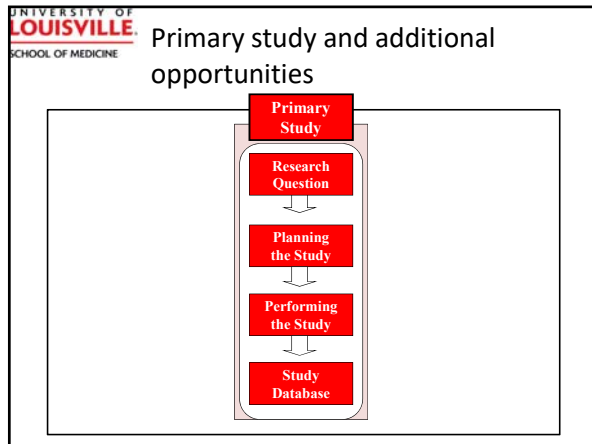 UNIVERSITY OF
LOUISVILLE.
SCHOOL OF MEDICINE
Primary study and additional
opportunities
Primary
Study
Research
Question
Planning
the Study
Performing
the Study
Study
Database